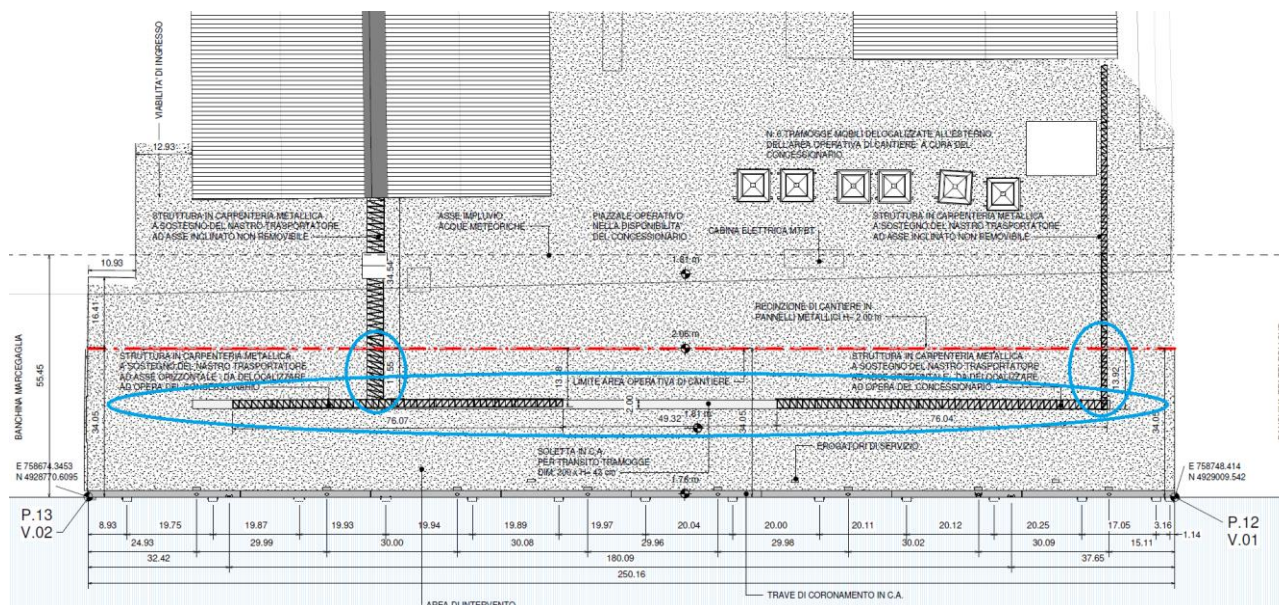 VIABILITA' DI INGRESSO
12.93
N. 6 TRAMOGGE MOBILI DELOCALIZZATE ALL'ESTERNO
DELL'AREA OPERATIVA DI CANTIERE A CURA DEL
CONCESSIONARIO
STRUTTURA IN CARPENTERIA METALLICA
A SOSTEGNO DEL NASTRO TRASPORTATORE
AD ASSE INCLINATO NON REMOVIBILE
ASSE IMPLUVIO
ACQUE METEORICHE
PIAZZALE OPERATIVO
NELLA DISPONIBILITA'
DEL CONCESSIONARIO
CABINA ELETTRICA MT/BT
STRUTTURA IN CARPENTERIA METALLICA
A SOSTEGNO DEL NASTRO TRASPORTATORE
AD ASSE INCLINATO NON REMOVIBILE
10.93
34.54
1.81 m
16.41
RECINZIONE DI CANTIERE IN
PANNELLI METALLICI H= 2.00 m
2.06 m
BANCHINA MARCEGAGLIA
55.45
34.05
STRUTTURA IN CARPENTERIA METALLICA
A SOSTEGNO DEL NASTRO TRASPORTATORE
AD ASSE ORIZZONTALE DA DELOCALIZZARE
AD OPERA DEL CONCESSIONARIO
LIMITE AREA OPERATIVA DI CANTIERE
STRUTTURA IN CARPENTERIA METALLICA
A SOSTEGNO DEL NASTRO TRASPORTATORE
AD OPERA DEL CONCESSIONARIO
13.92
2.00
76.07
49.32
1.81 m
34.05
76.04
SOLETTA IN C.A.
PER TRANSITO TRAMOGGE
DIM. 200 x H= 43 cm
EROGATORI DI SERVIZIO
1.76 m
E 758674.3453
N 4928770.6095
E 758748.414
N 4929009.542
P.13
V.02
P.12
V.01
8.93 19.75 19.87 19.93 19.94 19.89 19.97 20.04 20.00 20.11 20.12 20.25 17.05 3.16
1.14
24.93 29.99 30.00 30.08 29.96 29.98 30.02 30.09 15.11
32.42 180.09 37.65
250.16
AREA DI INTERVENTO
TRAVE DI CORONAMENTO IN C.A.